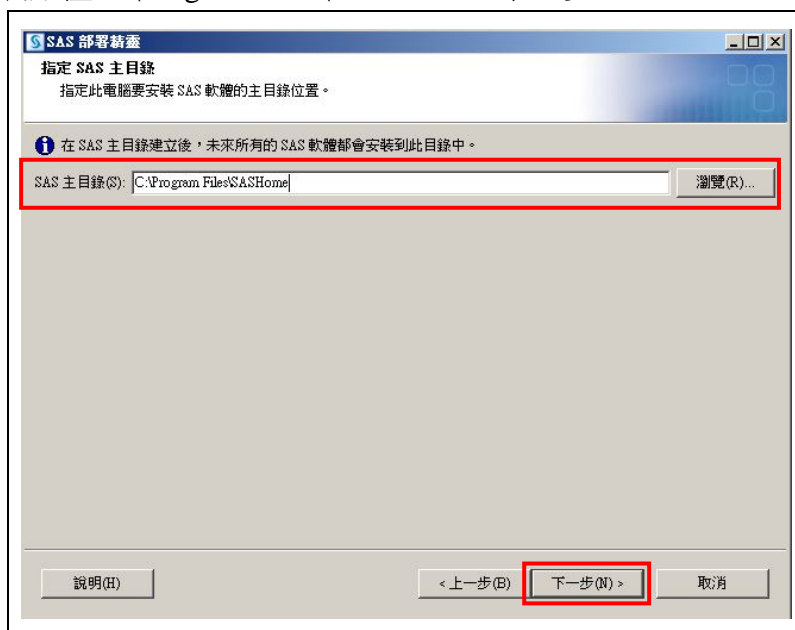 SAS 部署精靈
指定 SAS 主目錄
指定此電腦要安裝 SAS 軟體的主目錄位置。
在 SAS 主目錄建立後，未來所有的 SAS 軟體都會安裝到此目錄中。
SAS 主目錄(S): C:\Program Files\SASHome 瀏覽(R)...
說明(H) < 上一步(B) 下一步(N) > 取消